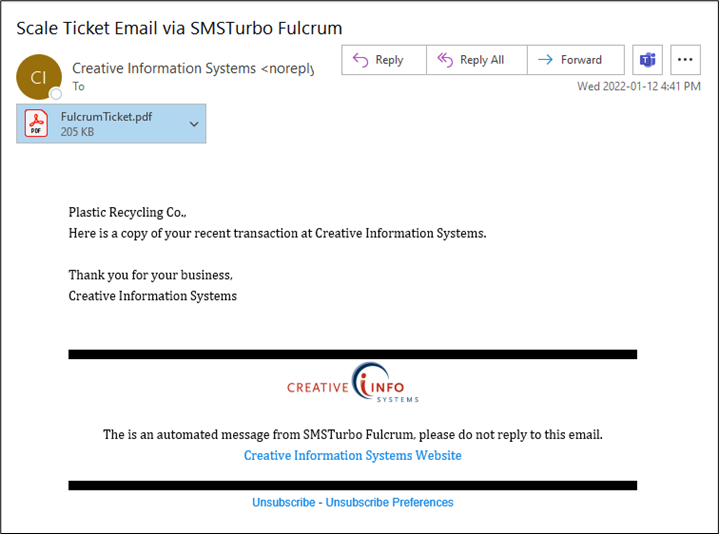 Scale Ticket Email via SMSTurbo Fulcrum
CI
Creative Information Systems <noreply
To
Reply
Reply All
Forward
Wed 2022-01-12 4:41 PM
PDF
FulcrumTicket.pdf
205 KB
Plastic Recycling Co.,
Here is a copy of your recent transaction at Creative Information Systems.
Thank you for your business,
Creative Information Systems
CREATIVE INFO
SYSTEMS
The is an automated message from SMSTurbo Fulcrum, please do not reply to this email.
Creative Information Systems Website
Unsubscribe - Unsubscribe Preferences